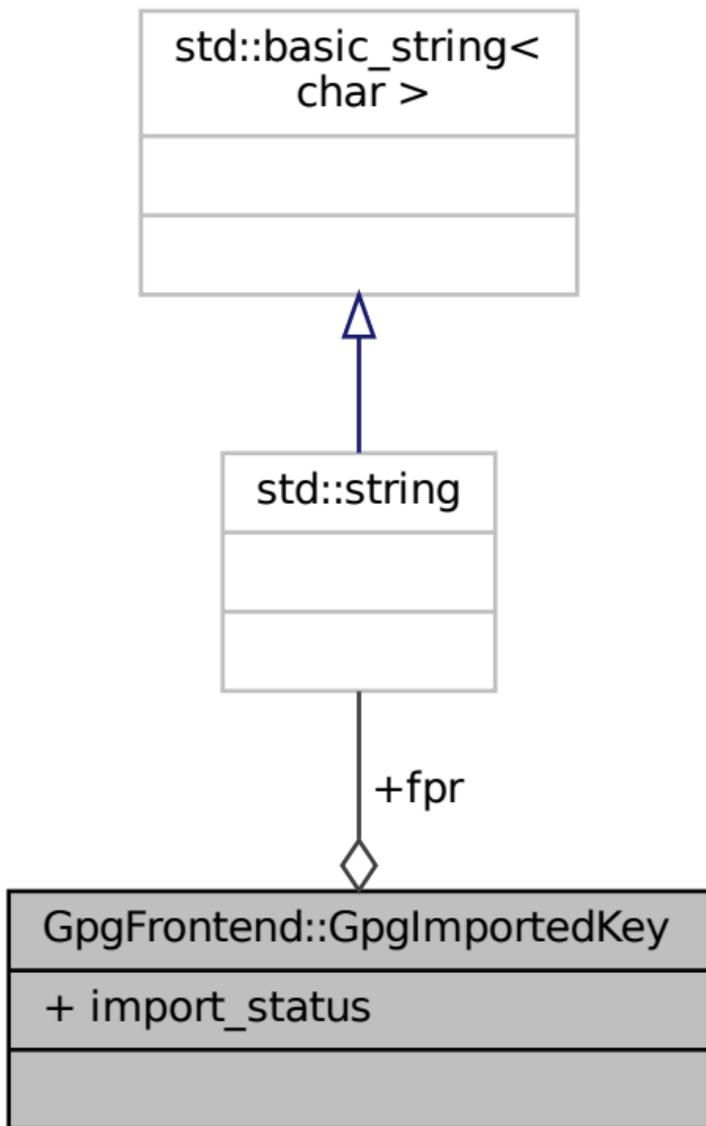 std::basic_string<
char >
std::string
+fpr
GpgFrontend::GpgImportedKey
+ import_status